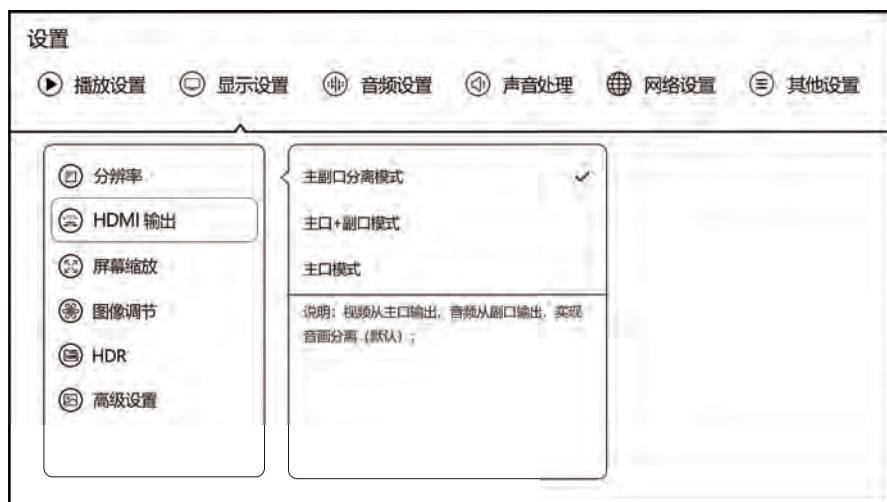 设置
播放设置 显示设置 音频设置 声音处理 网络设置 其他设置
分辨率
HDMI 输出
屏幕缩放
图像调节
HDR
高级设置
主副口分离模式
主口+副口模式
主口模式
说明：视频从主口输出，音频从副口输出，实现
音画分离（默认）；